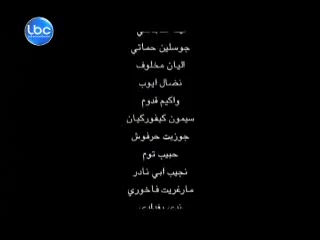 lbc
جوسلين حماتي
اليان مخلوف
نضال ايوب
واكيم قدوم
سيمون كيفوركيان
جوزيت حرفوش
حبيب توم
نجيب ابي نادر
مارغريت فاخوري